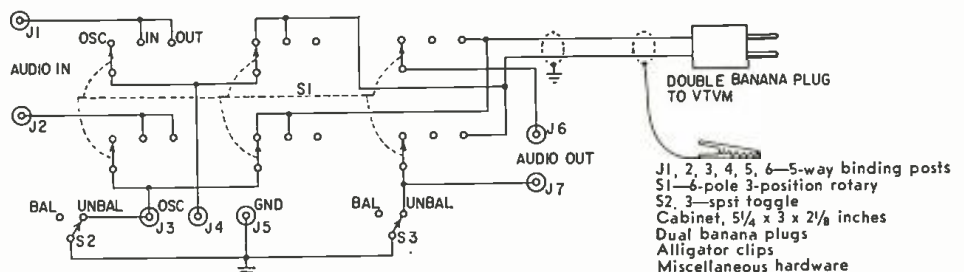 J1
OSC
IN
OUT
AUDIO IN
S1
J2
DOUBLE BANANA PLUG
TO VTVM
J6
AUDIO OUT
J7
BAL
UNBAL
OSC
J3
J4
GND
J5
S2
BAL
UNBAL
S3
J1, 2, 3, 4, 5, 6—5-way binding posts
S1—6-pole 3-position rotary
S2, 3—spst toggle
Cabinet, 5¼ x 3 x 2⅛ inches
Dual banana plugs
Alligator clips
Miscellaneous hardware